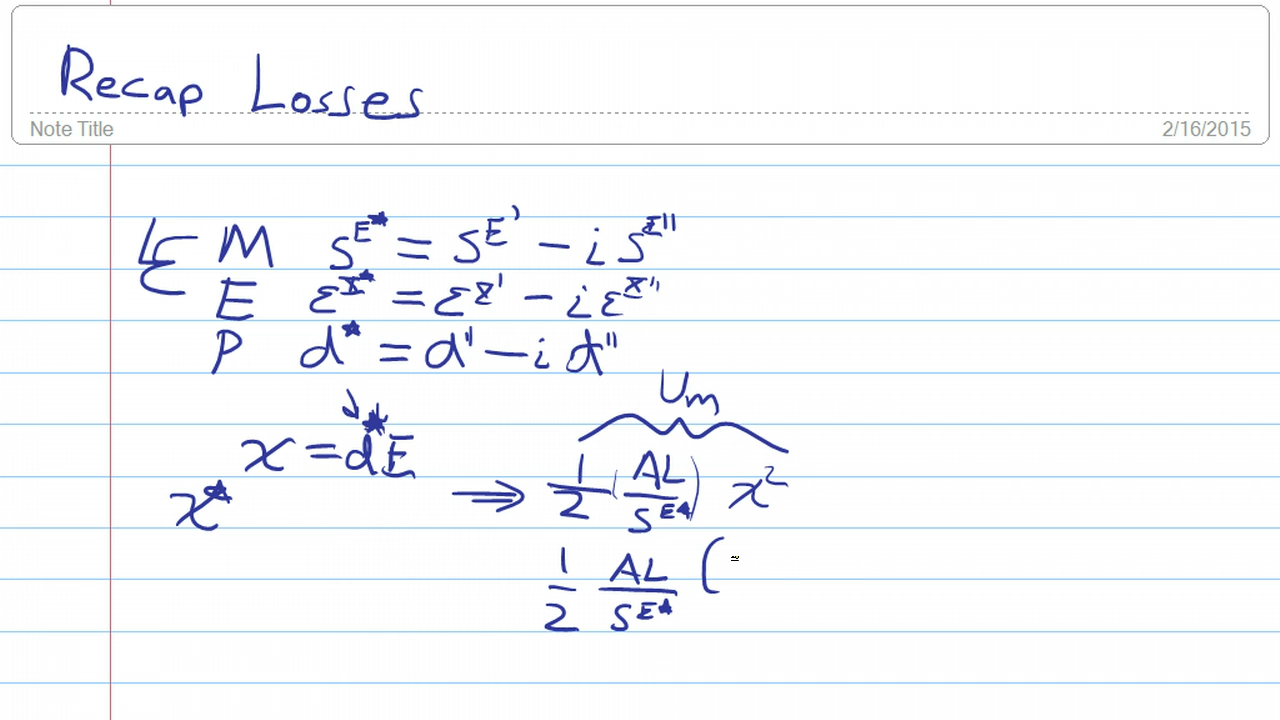 Recap Losses
Note Title 2/16/2015
M s^{E*} = s^{E'} - i s^{E''}
E ε^{X*} = ε^{X'} - i ε^{X''}
P d* = d' - i d''
U_m
x = d*E
x* ⇒ 1/2 (AL/s^{E*}) x²
1/2 AL/s^{E*} (